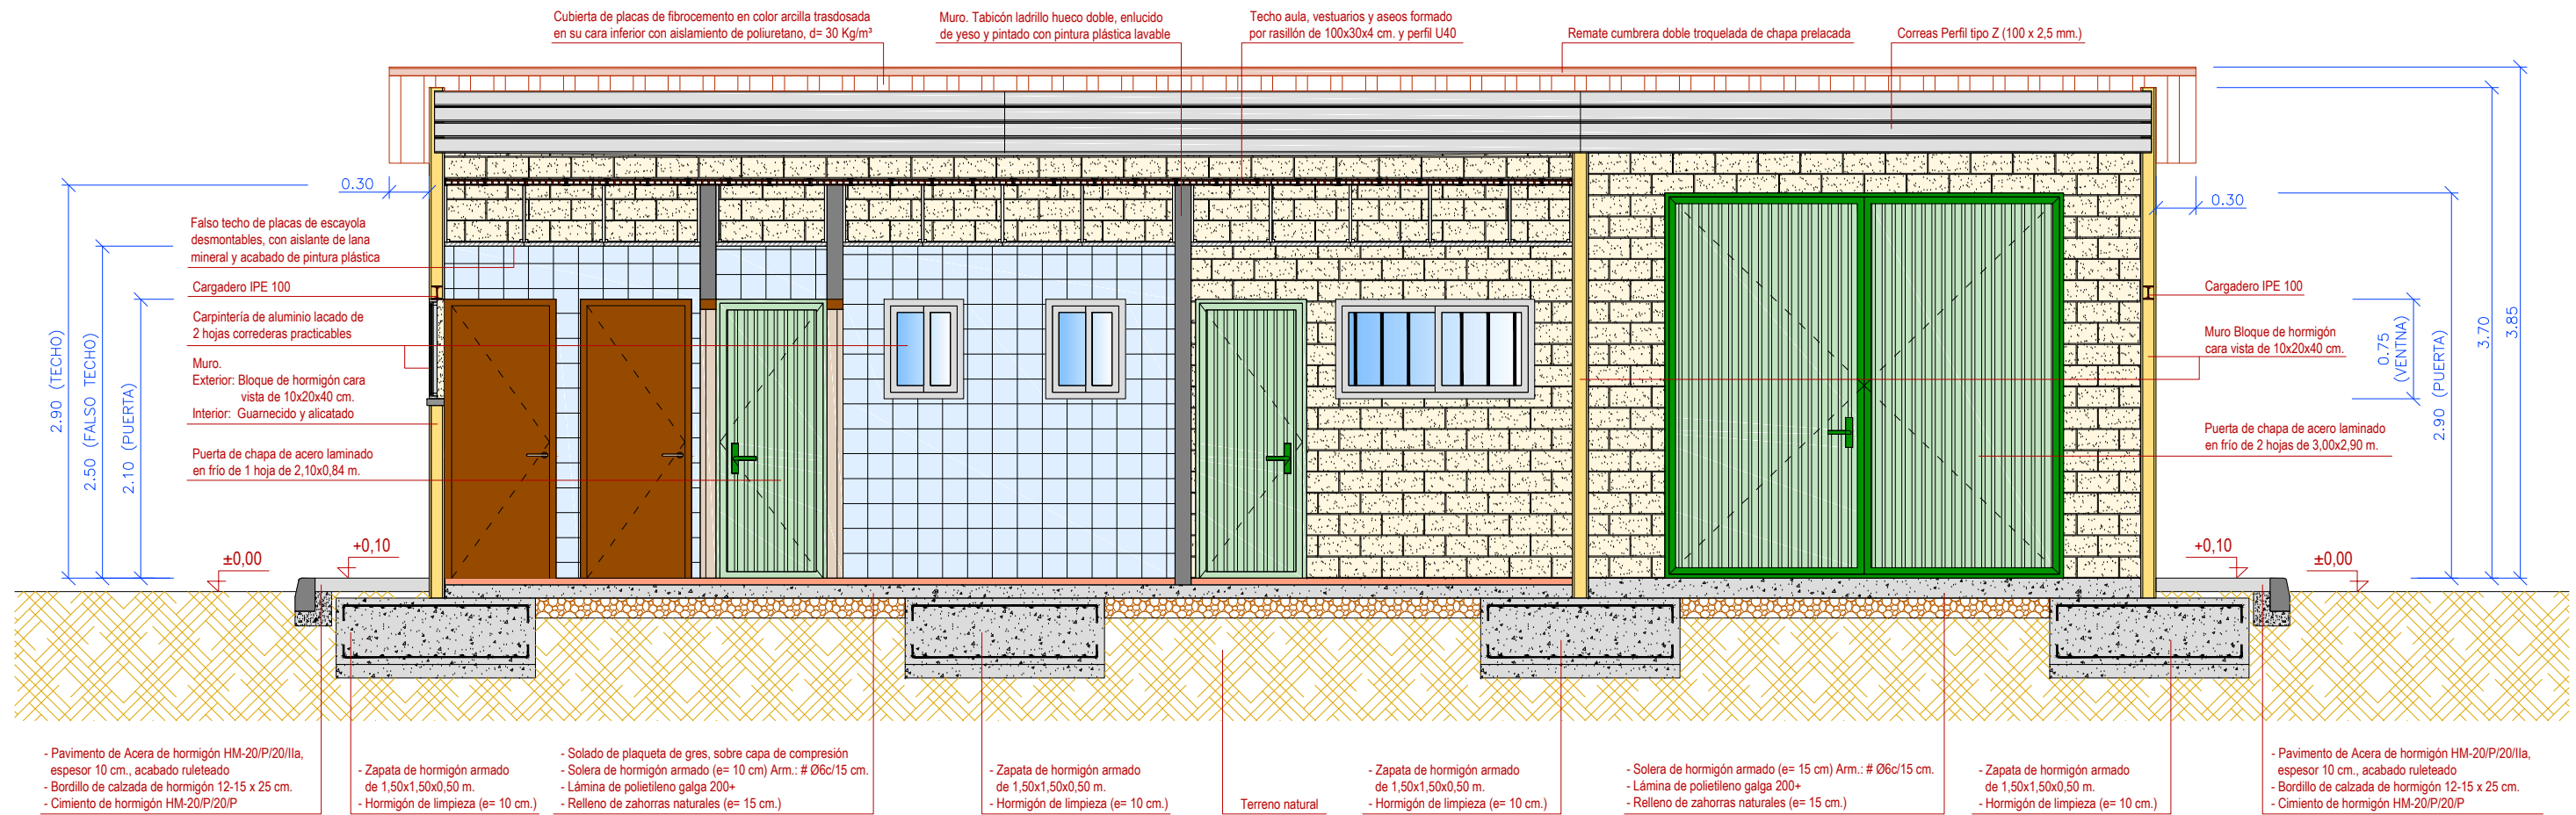 Cubierta de placas de fibrocemento en color arcilla trasdosada
en su cara inferior con aislamiento de poliuretano, d= 30 Kg/m³
Muro. Tabicón ladrillo hueco doble, enlucido
de yeso y pintado con pintura plástica lavable
Techo aula, vestuarios y aseos formado
por rasillón de 100x30x4 cm. y perfil U40
Remate cumbrera doble troquelada de chapa prelacada
Correas Perfil tipo Z (100 x 2,5 mm.)
0.30
0.30
Falso techo de placas de escayola
desmontables, con aislante de lana
mineral y acabado de pintura plástica
Cargadero IPE 100
Carpintería de aluminio lacado de
2 hojas correderas practicables
Muro.
Exterior: Bloque de hormigón cara
vista de 10x20x40 cm.
Interior: Guarnecido y alicatado
Puerta de chapa de acero laminado
en frío de 1 hoja de 2,10x0,84 m.
2.90 (TECHO)
2.50 (FALSO TECHO)
2.10 (PUERTA)
Cargadero IPE 100
Muro Bloque de hormigón
cara vista de 10x20x40 cm.
Puerta de chapa de acero laminado
en frío de 2 hojas de 3,00x2,90 m.
0.75
(VENTNA)
2.90 (PUERTA)
3.70
3.85
±0,00
+0,10
+0,10
±0,00
- Pavimento de Acera de hormigón HM-20/P/20/IIa,
espesor 10 cm., acabado ruleteado
- Bordillo de calzada de hormigón 12-15 x 25 cm.
- Cimiento de hormigón HM-20/P/20/P
- Zapata de hormigón armado
de 1,50x1,50x0,50 m.
- Hormigón de limpieza (e= 10 cm.)
- Solado de plaqueta de gres, sobre capa de compresión
- Solera de hormigón armado (e= 10 cm) Arm.: # Ø6c/15 cm.
- Lámina de polietileno galga 200+
- Relleno de zahorras naturales (e= 15 cm.)
- Zapata de hormigón armado
de 1,50x1,50x0,50 m.
- Hormigón de limpieza (e= 10 cm.)
Terreno natural
- Zapata de hormigón armado
de 1,50x1,50x0,50 m.
- Hormigón de limpieza (e= 10 cm.)
- Solera de hormigón armado (e= 15 cm) Arm.: # Ø6c/15 cm.
- Lámina de polietileno galga 200+
- Relleno de zahorras naturales (e= 15 cm.)
- Zapata de hormigón armado
de 1,50x1,50x0,50 m.
- Hormigón de limpieza (e= 10 cm.)
- Pavimento de Acera de hormigón HM-20/P/20/IIa,
espesor 10 cm., acabado ruleteado
- Bordillo de calzada de hormigón 12-15 x 25 cm.
- Cimiento de hormigón HM-20/P/20/P